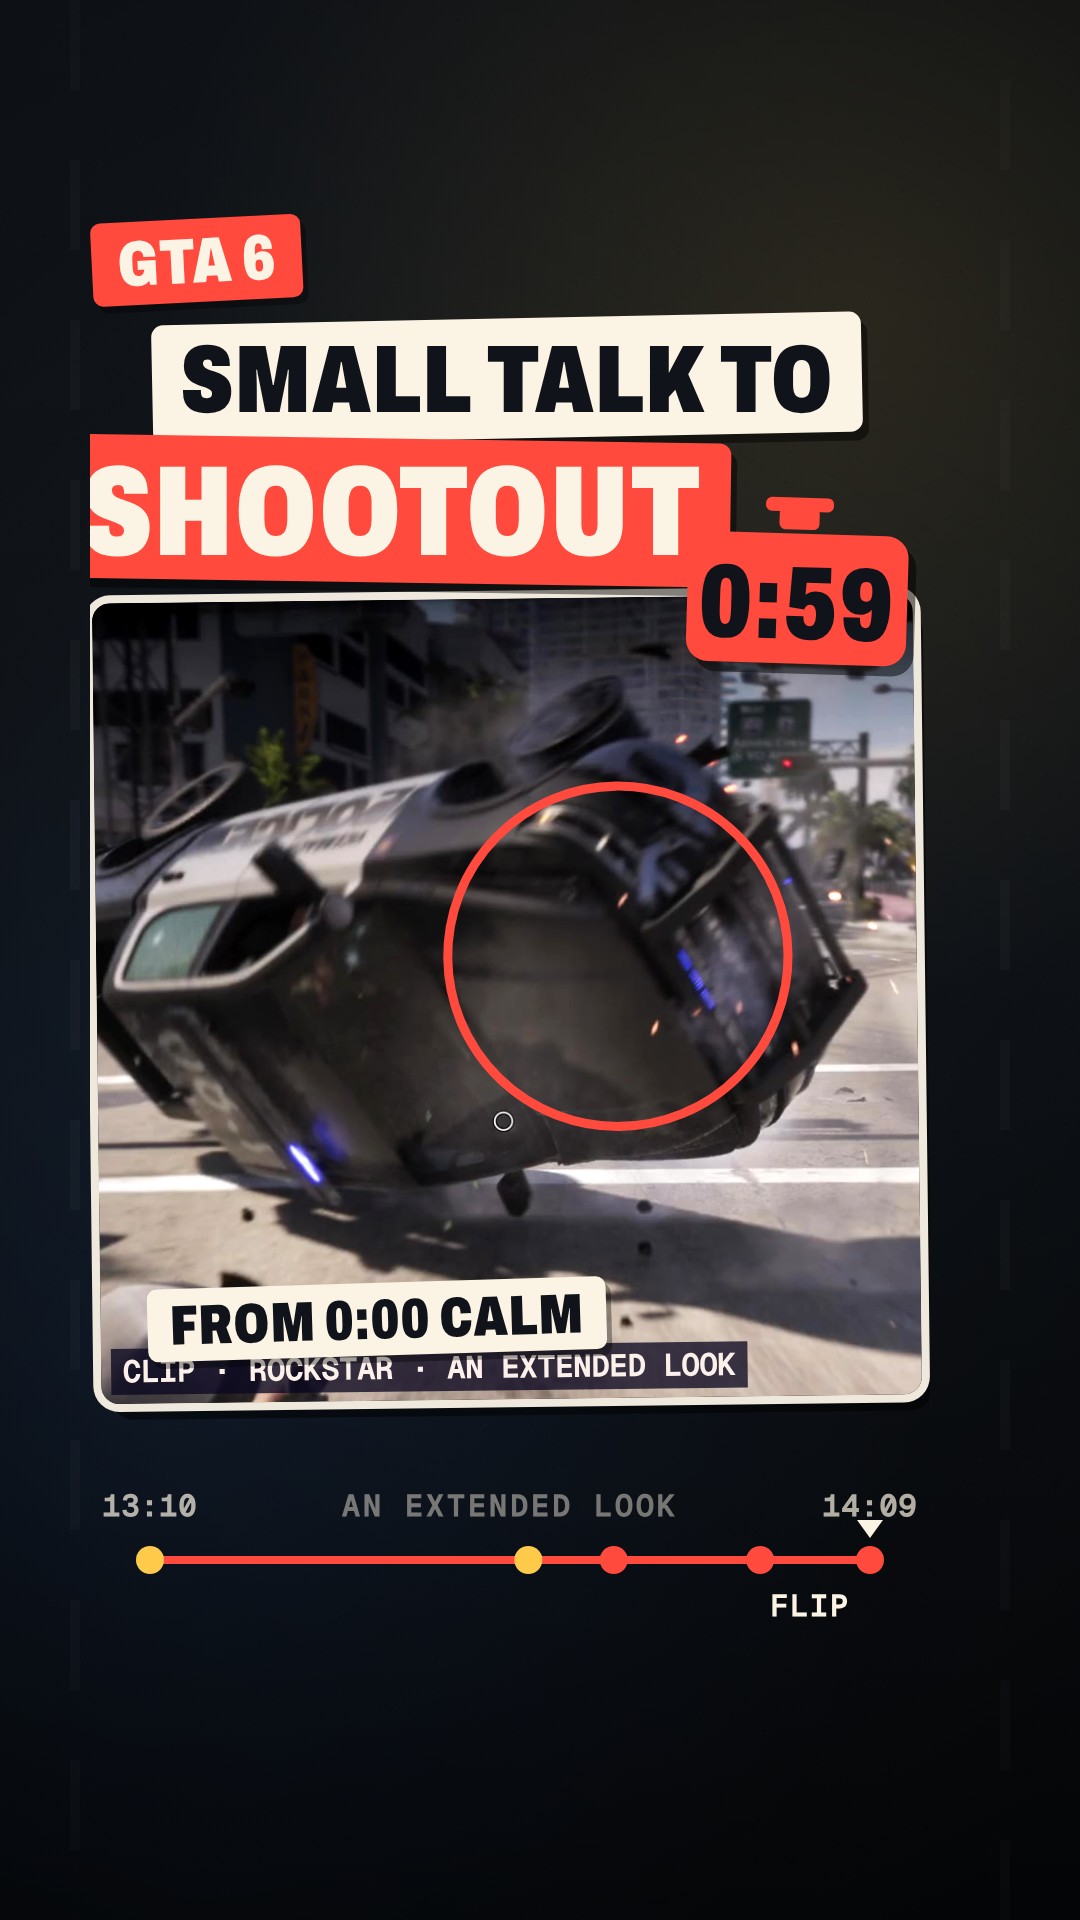 GTA 6
SMALL TALK TO
SHOOTOUT
0:59
POLICE
FROM 0:00 CALM
CLIP · ROCKSTAR · AN EXTENDED LOOK
13:10
AN EXTENDED LOOK
14:09
FLIP